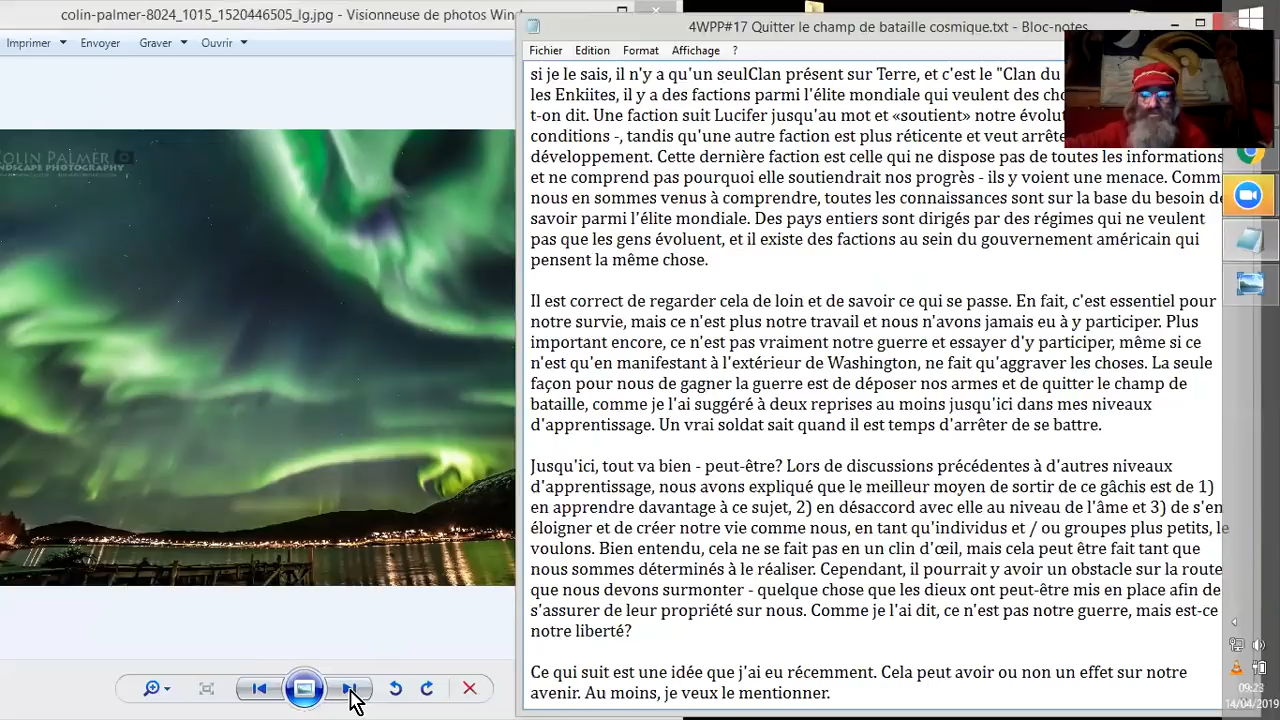 colin-palmer-8024_1015_1520446505_lg.jpg - Visionneuse de photos Win
Imprimer Envoyer Graver Ouvrir
COLIN PALMER
LANDSCAPE PHOTOGRAPHY
4WPP#17 Quitter le champ de bataille cosmique.txt - Bloc-notes
Fichier Edition Format Affichage ?
si je le sais, il n'y a qu'un seulClan présent sur Terre, et c'est le "Clan du
les Enkiites, il y a des factions parmi l'élite mondiale qui veulent des
t-on dit. Une faction suit Lucifer jusqu'au mot et «soutient» notre
conditions -, tandis qu'une autre faction est plus réticente et veut
développement. Cette dernière faction est celle qui ne dispose pas de toutes les informations
et ne comprend pas pourquoi elle soutiendrait nos progrès - ils y voient une menace. Comm
nous en sommes venus à comprendre, toutes les connaissances sont sur la base du besoin de
savoir parmi l'élite mondiale. Des pays entiers sont dirigés par des régimes qui ne veulent
pas que les gens évoluent, et il existe des factions au sein du gouvernement américain qui
pensent la même chose.
Il est correct de regarder cela de loin et de savoir ce qui se passe. En fait, c'est essentiel pour
notre survie, mais ce n'est plus notre travail et nous n'avons jamais eu à y participer. Plus
important encore, ce n'est pas vraiment notre guerre et essayer d'y participer, même si ce
n'est qu'en manifestant à l'extérieur de Washington, ne fait qu'aggraver les choses. La seule
façon pour nous de gagner la guerre est de déposer nos armes et de quitter le champ de
bataille, comme je l'ai suggéré à deux reprises au moins jusqu'ici dans mes niveaux
d'apprentissage. Un vrai soldat sait quand il est temps d'arrêter de se battre.
Jusqu'ici, tout va bien - peut-être? Lors de discussions précédentes à d'autres niveaux
d'apprentissage, nous avons expliqué que le meilleur moyen de sortir de ce gâchis est de 1)
en apprendre davantage à ce sujet, 2) en désaccord avec elle au niveau de l'âme et 3) de s'en
éloigner et de créer notre vie comme nous, en tant qu'individus et / ou groupes plus petits, le
voulons. Bien entendu, cela ne se fait pas en un clin d'œil, mais cela peut être fait tant que
nous sommes déterminés à le réaliser. Cependant, il pourrait y avoir un obstacle sur la route
que nous devons surmonter - quelque chose que les dieux ont peut-être mis en place afin de
s'assurer de leur propriété sur nous. Comme je l'ai dit, ce n'est pas notre guerre, mais est-ce
notre liberté?
Ce qui suit est une idée que j'ai eu récemment. Cela peut avoir ou non un effet sur notre
avenir. Au moins, je veux le mentionner.
09:23
14/04/2019